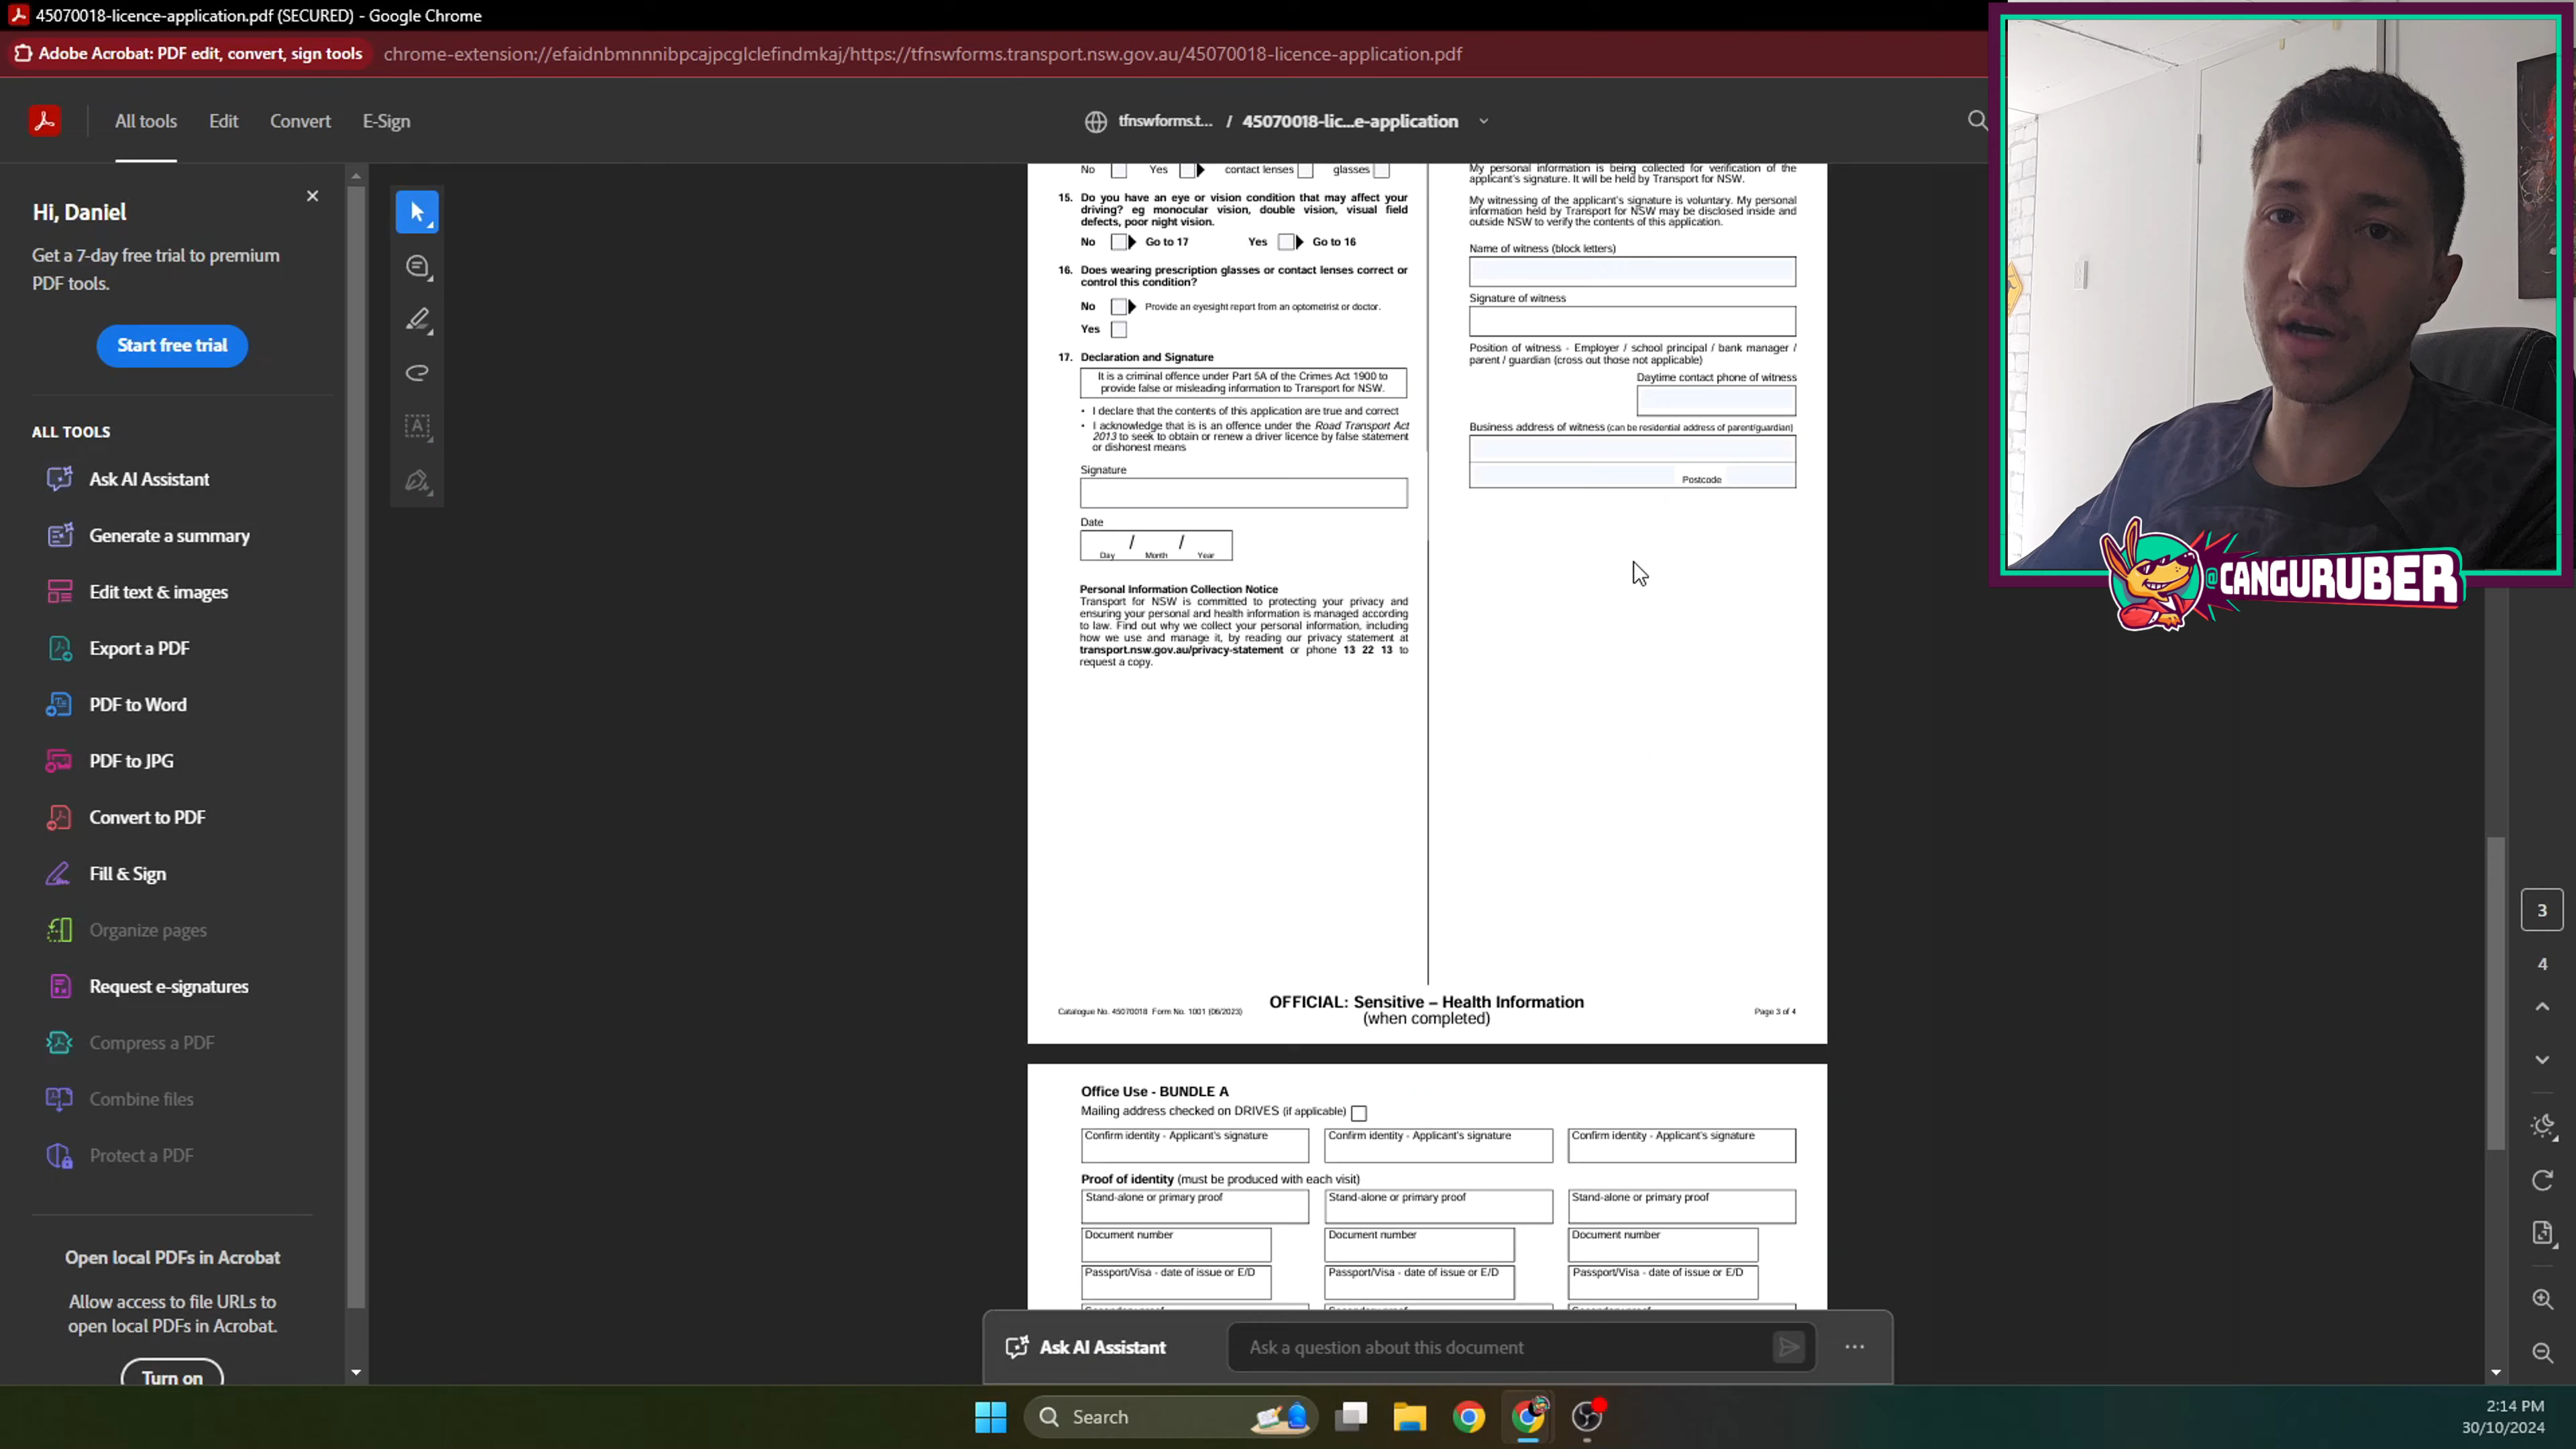 45070018-licence-application.pdf (SECURED) - Google Chrome
Adobe Acrobat: PDF edit, convert, sign tools
chrome-extension://efaidnbmnnnibpcajpcglclefindmkaj/https://tfnswforms.transport.nsw.gov.au/45070018-licence-application.pdf
All tools
Edit
Convert
E-Sign
tfnswforms.t... / 45070018-lic...e-application
Hi, Daniel
Get a 7-day free trial to premium
PDF tools.
Start free trial
ALL TOOLS
Ask AI Assistant
Generate a summary
Edit text & images
Export a PDF
PDF to Word
PDF to JPG
Convert to PDF
Fill & Sign
Organize pages
Request e-signatures
Compress a PDF
Combine files
Protect a PDF
Open local PDFs in Acrobat
Allow access to file URLs to
open local PDFs in Acrobat.
Turn on
No Yes contact lenses glasses
15. Do you have an eye or vision condition that may affect your
driving? eg monocular vision, double vision, visual field
defects, poor night vision.
No Go to 17 Yes Go to 16
16. Does wearing prescription glasses or contact lenses correct or
control this condition?
No Provide an eyesight report from an optometrist or doctor.
Yes
17. Declaration and Signature
It is a criminal offence under Part 5A of the Crimes Act 1900 to
provide false or misleading information to Transport for NSW.
• I declare that the contents of this application are true and correct
• I acknowledge that is is an offence under the Road Transport Act
2013 to seek to obtain or renew a driver licence by false statement
or dishonest means
Signature
Date
/ /
Day Month Year
Personal Information Collection Notice
Transport for NSW is committed to protecting your privacy and
ensuring your personal and health information is managed according
to law. Find out why we collect your personal information, including
how we use and manage it, by reading our privacy statement at
transport.nsw.gov.au/privacy-statement or phone 13 22 13 to
request a copy.
My personal information is being collected for verification of the
applicant's signature. It will be held by Transport for NSW.
My witnessing of the applicant's signature is voluntary. My personal
information held by Transport for NSW may be disclosed inside and
outside NSW to verify the contents of this application.
Name of witness (block letters)
Signature of witness
Position of witness - Employer / school principal / bank manager /
parent / guardian (cross out those not applicable)
Daytime contact phone of witness
Business address of witness (can be residential address of parent/guardian)
Postcode
Catalogue No. 45070018 Form No. 1001 (06/2023)
OFFICIAL: Sensitive – Health Information
(when completed)
Page 3 of 4
Office Use - BUNDLE A
Mailing address checked on DRIVES (if applicable)
Confirm identity - Applicant's signature Confirm identity - Applicant's signature Confirm identity - Applicant's signature
Proof of identity (must be produced with each visit)
Stand-alone or primary proof Stand-alone or primary proof Stand-alone or primary proof
Document number Document number Document number
Passport/Visa - date of issue or E/D Passport/Visa - date of issue or E/D Passport/Visa - date of issue or E/D
Ask AI Assistant
Ask a question about this document
3
4
@CANGURUBER
Search
2:14 PM
30/10/2024